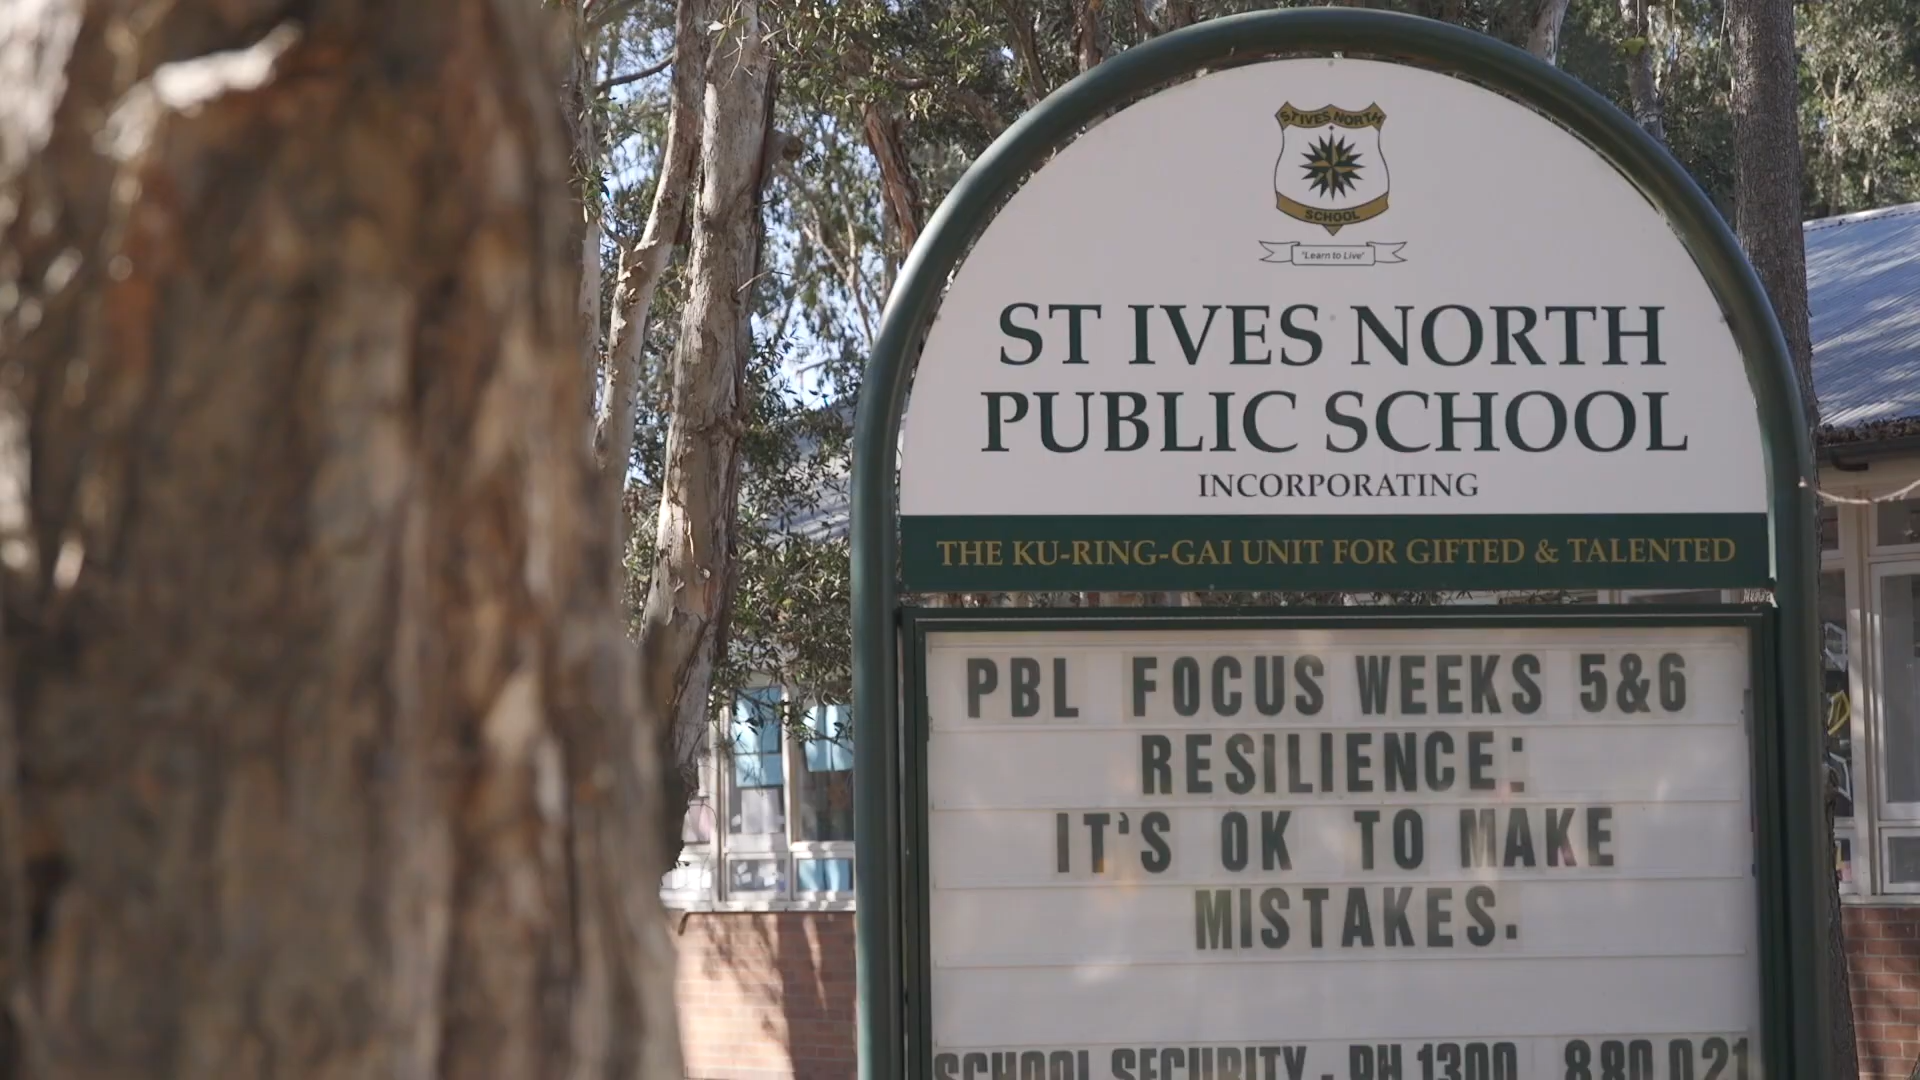 ST IVES NORTH
SCHOOL
"Learn to Live"
ST IVES NORTH
PUBLIC SCHOOL
INCORPORATING
THE KU-RING-GAI UNIT FOR GIFTED & TALENTED
PBL FOCUS WEEKS 5&6
RESILIENCE:
IT'S OK TO MAKE
MISTAKES.
SCHOOL SECURITY - PH 1300 880 021